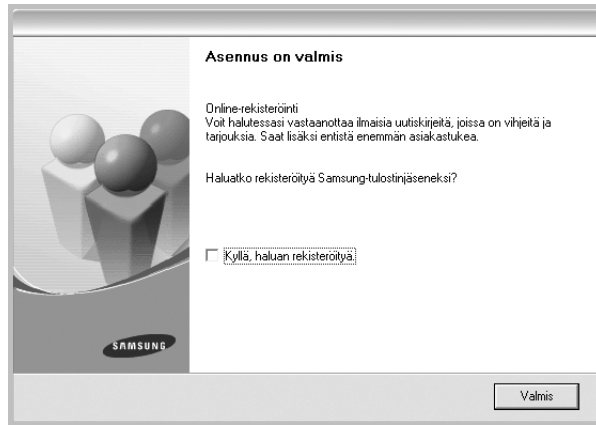 Asennus on valmis
Online-rekisteröinti
Voit halutessasi vastaanottaa ilmaisia uutiskirjeitä, joissa on vihjeitä ja
tarjouksia. Saat lisäksi entistä enemmän asiakastukea.
Haluatko rekisteröityä Samsung-tulostinjäseneksi?
Kyllä, haluan rekisteröityä.
SAMSUNG
Valmis